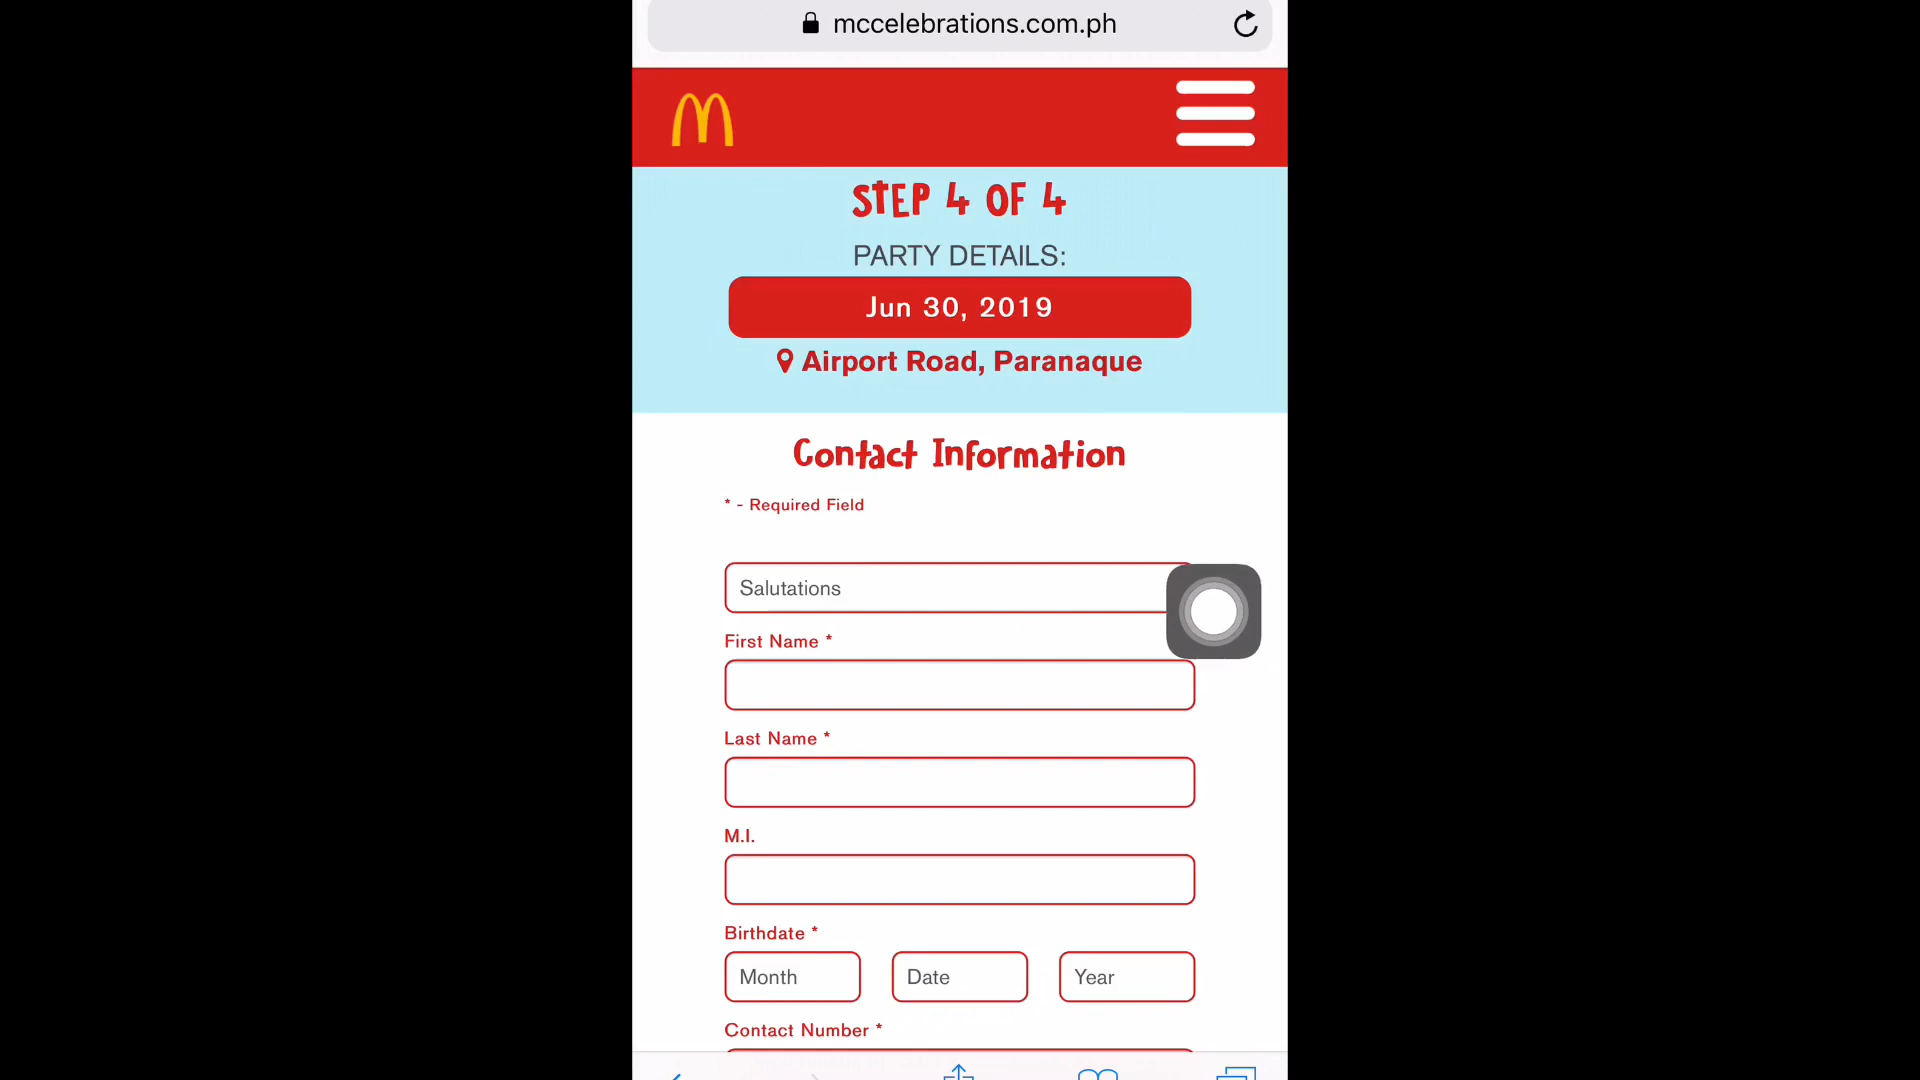 mccelebrations.com.ph
STEP 4 OF 4
PARTY DETAILS:
Jun 30, 2019
Airport Road, Paranaque
Contact Information
* - Required Field
Salutations
First Name *
Last Name *
M.I.
Birthdate *
Month Date Year
Contact Number *